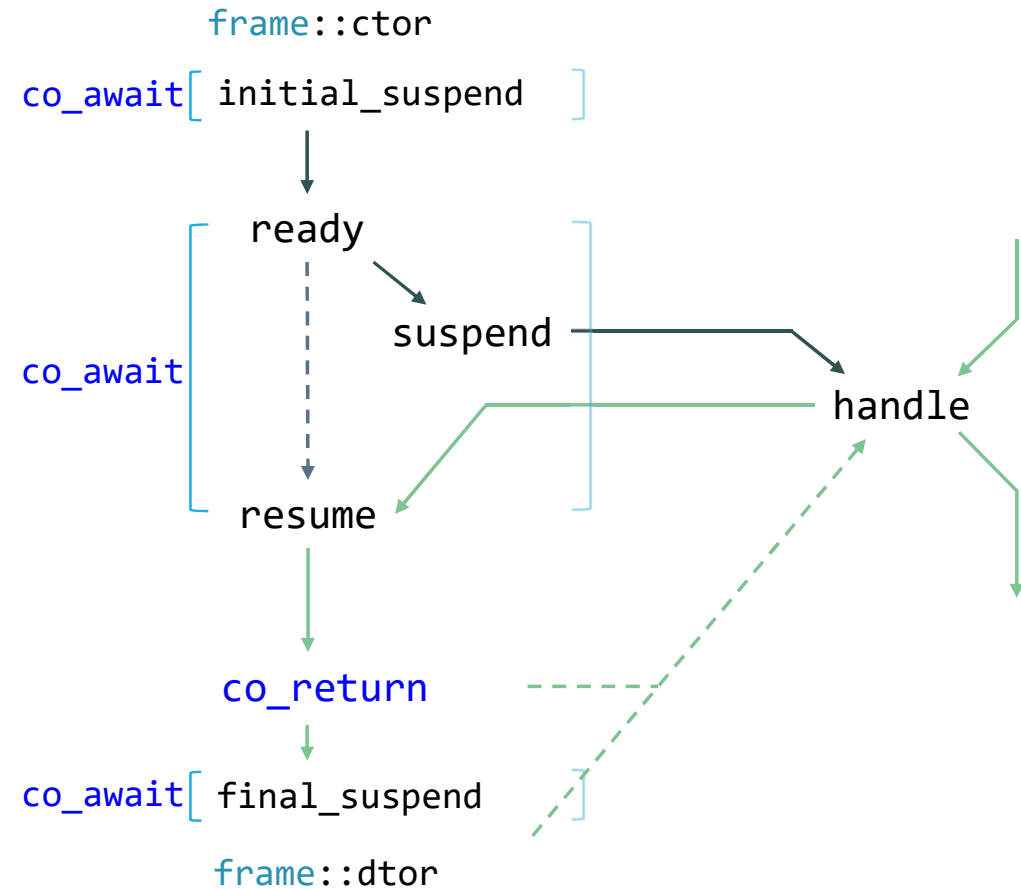 frame::ctor
co_await initial_suspend
ready
suspend
co_await
handle
resume
co_return
co_await final_suspend
frame::dtor